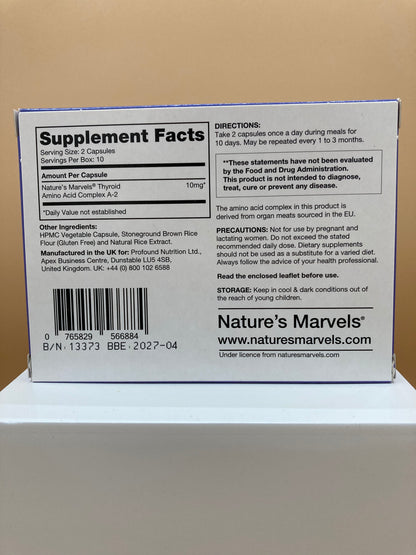 Supplement Facts
Serving Size: 2 Capsules
Servings Per Box: 10
Amount Per Capsule
Nature's Marvels® Thyroid 10mg*
Amino Acid Complex A-2
*Daily Value not established
Other Ingredients:
HPMC Vegetable Capsule, Stoneground Brown Rice
Flour (Gluten Free) and Natural Rice Extract.
Manufactured in the UK for: Profound Nutrition Ltd.,
Apex Business Centre, Dunstable LU5 4SB,
United Kingdom. UK: +44 (0) 800 102 6588
0 765829 566884
B/N: 13373 BBE: 2027-04
DIRECTIONS:
Take 2 capsules once a day during meals for
10 days. May be repeated every 1 to 3 months.
**These statements have not been evaluated
by the Food and Drug Administration.
This product is not intended to diagnose,
treat, cure or prevent any disease.
The amino acid complex in this product is
derived from organ meats sourced in the EU.
PRECAUTIONS: Not for use by pregnant and
lactating women. Do not exceed the stated
recommended daily dose. Dietary supplements
should not be used as a substitute for a varied diet.
Always follow the advice of your health professional.
Read the enclosed leaflet before use.
STORAGE: Keep in cool & dark conditions out of
the reach of young children.
Nature's Marvels®
www.naturesmarvels.com
Under licence from naturesmarvels.com